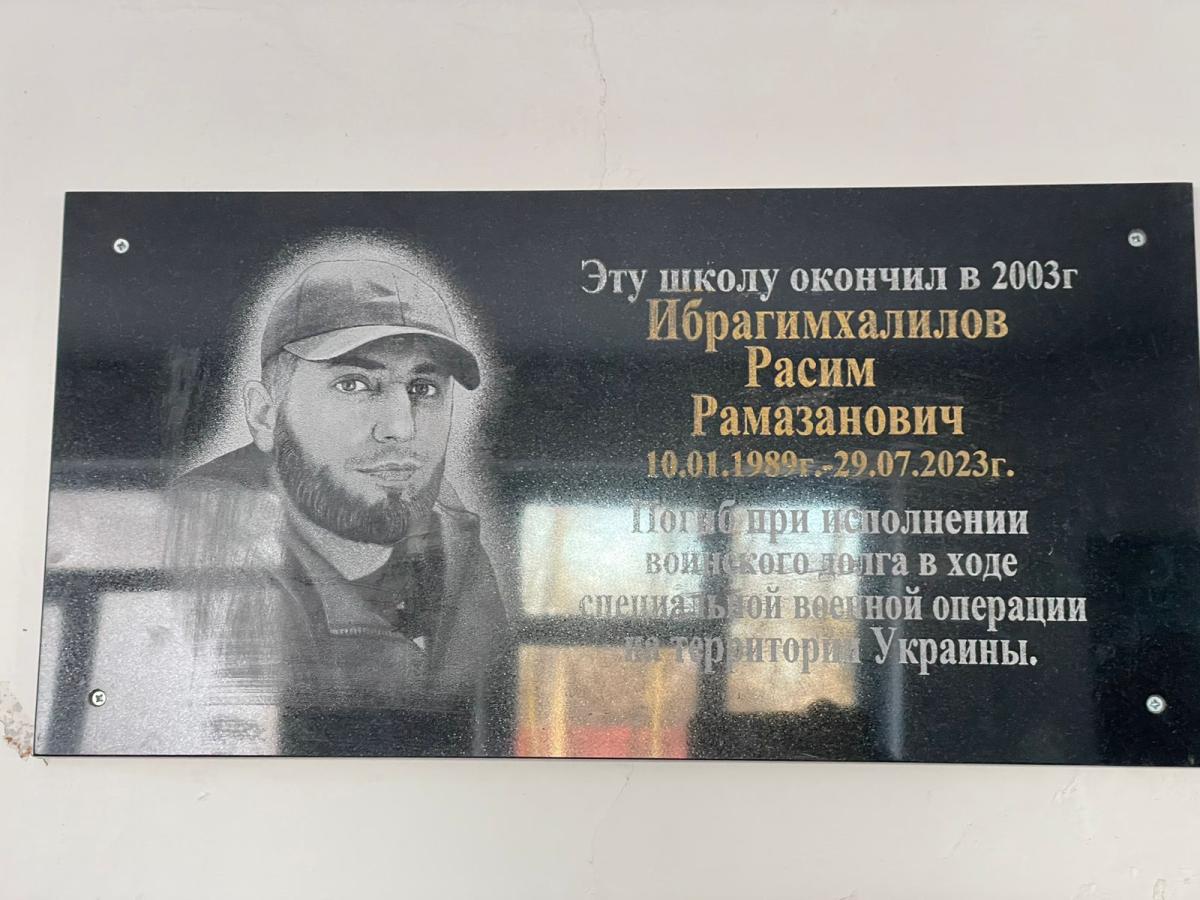 Эту школу окончил в 2003г
Ибрагимхалилов
Расим
Рамазанович
10.01.1989г.-29.07.2023г.
Погиб при исполнении
воинского долга в ходе
специальной военной операции
на территории Украины.